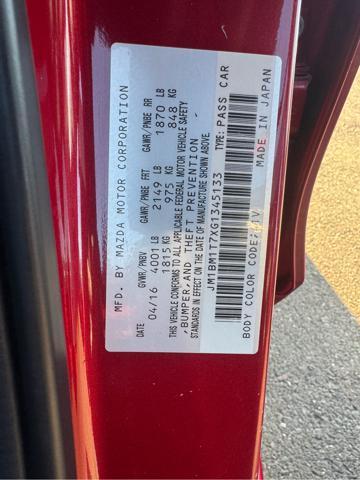 MFD. BY MAZDA MOTOR CORPORATION
DATE GVWR/PNBV GAWR/PNBE FRT GAWR/PNBE RR
04/16 4001 LB 2149 LB 1870 LB
1815 KG 975 KG 848 KG
THIS VEHICLE CONFORMS TO ALL APPLICABLE FEDERAL MOTOR VEHICLE SAFETY
, BUMPER, AND THEFT PREVENTION
STANDARDS IN EFFECT ON THE DATE OF MANUFACTURE SHOWN ABOVE.
JM1BM1T7XG1345133 TYPE: PASS CAR
BODY COLOR CODE: MADE IN JAPAN